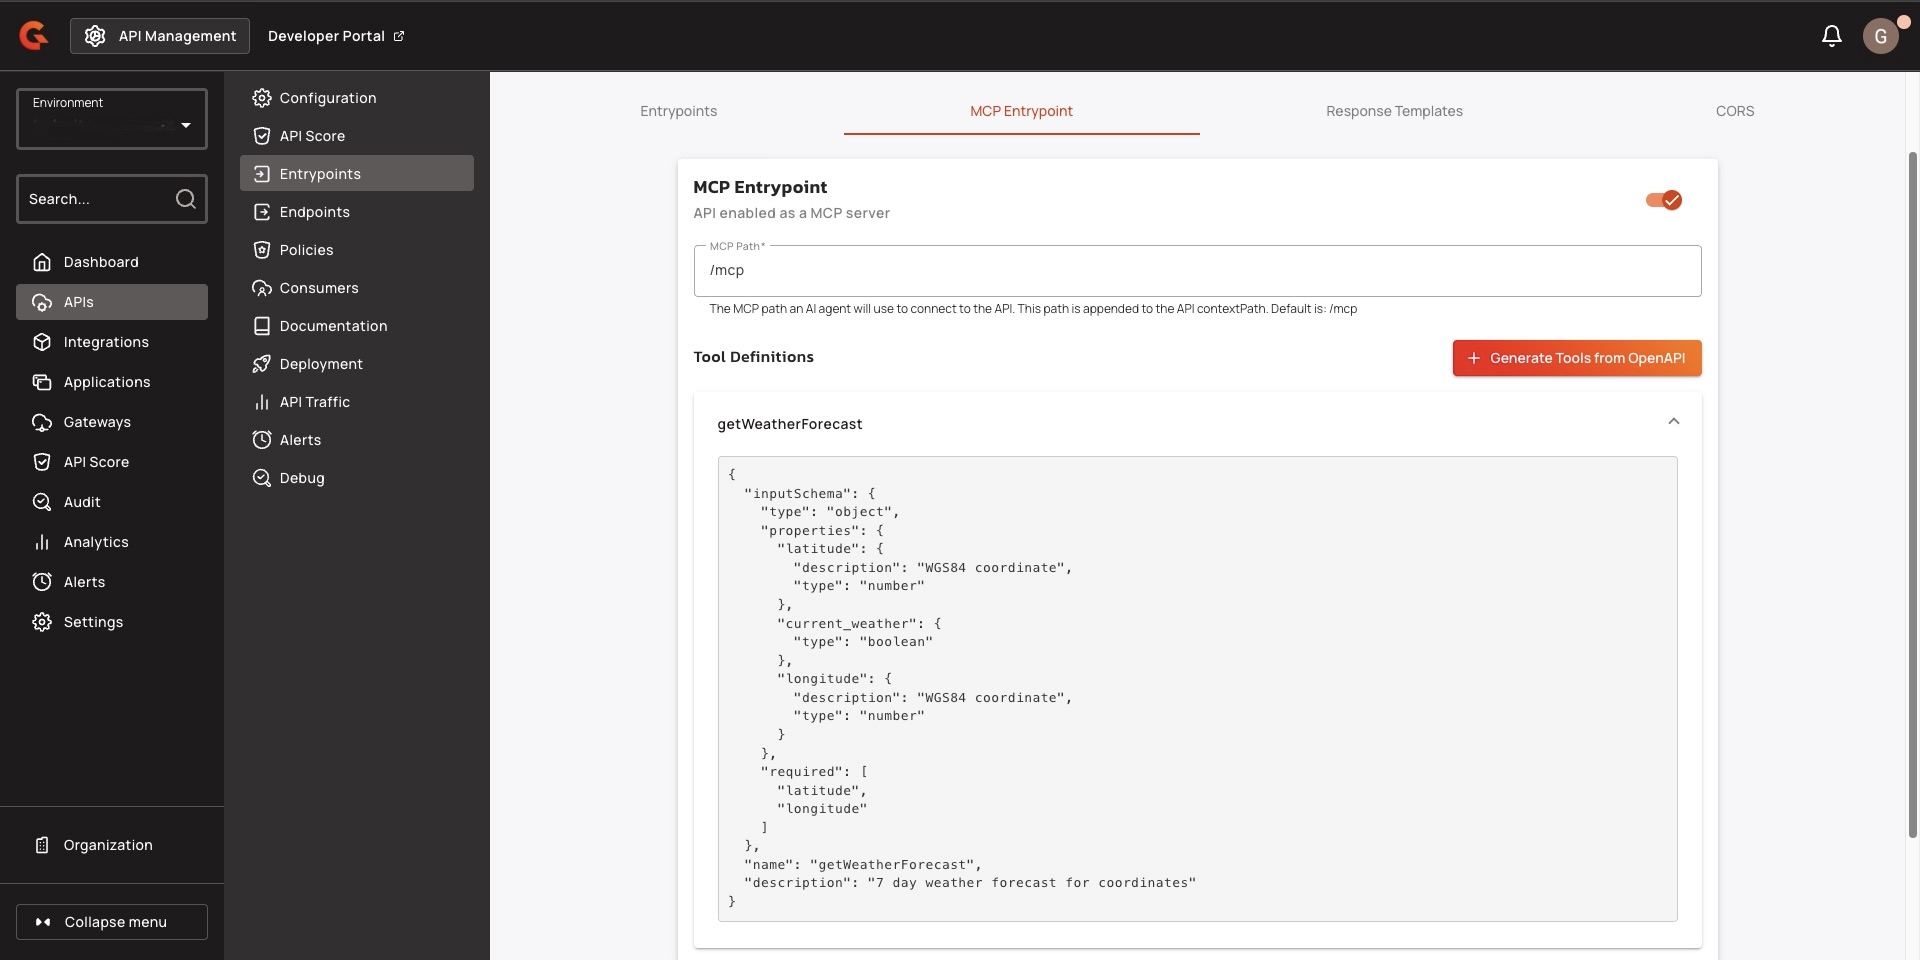 API Management
Developer Portal
G
Environment
Search...
Dashboard
APIs
Integrations
Applications
Gateways
API Score
Audit
Analytics
Alerts
Settings
Organization
Collapse menu
Configuration
API Score
Entrypoints
Endpoints
Policies
Consumers
Documentation
Deployment
API Traffic
Alerts
Debug
Entrypoints
MCP Entrypoint
Response Templates
CORS
MCP Entrypoint
API enabled as a MCP server
MCP Path*
/mcp
The MCP path an AI agent will use to connect to the API. This path is appended to the API contextPath. Default is: /mcp
Tool Definitions
+ Generate Tools from OpenAPI
getWeatherForecast
{
"inputSchema": {
"type": "object",
"properties": {
"latitude": {
"description": "WGS84 coordinate",
"type": "number"
},
"current_weather": {
"type": "boolean"
},
"longitude": {
"description": "WGS84 coordinate",
"type": "number"
}
},
"required": [
"latitude",
"longitude"
]
},
"name": "getWeatherForecast",
"description": "7 day weather forecast for coordinates"
}